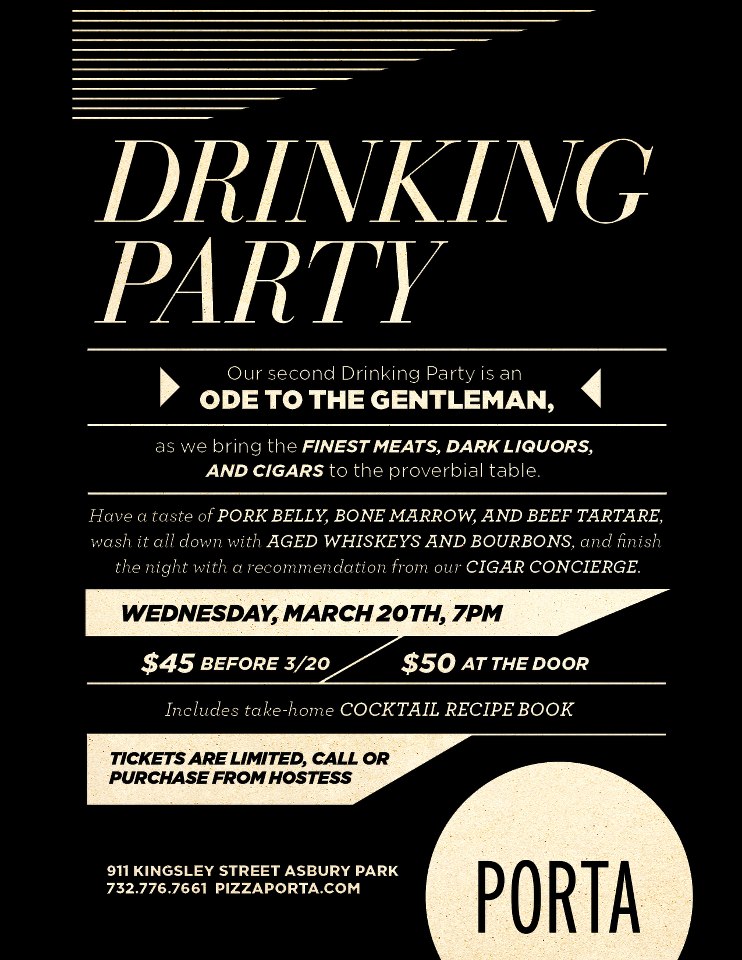 DRINKING
PARTY
Our second Drinking Party is an
ODE TO THE GENTLEMAN,
as we bring the FINEST MEATS, DARK LIQUORS,
AND CIGARS to the proverbial table.
Have a taste of PORK BELLY, BONE MARROW, AND BEEF TARTARE,
wash it all down with AGED WHISKEYS AND BOURBONS, and finish
the night with a recommendation from our CIGAR CONCIERGE.
WEDNESDAY, MARCH 20TH, 7PM
$45 BEFORE 3/20 $50 AT THE DOOR
Includes take-home COCKTAIL RECIPE BOOK
TICKETS ARE LIMITED, CALL OR
PURCHASE FROM HOSTESS
911 KINGSLEY STREET ASBURY PARK
732.776.7661 PIZZAPORTA.COM
PORTA